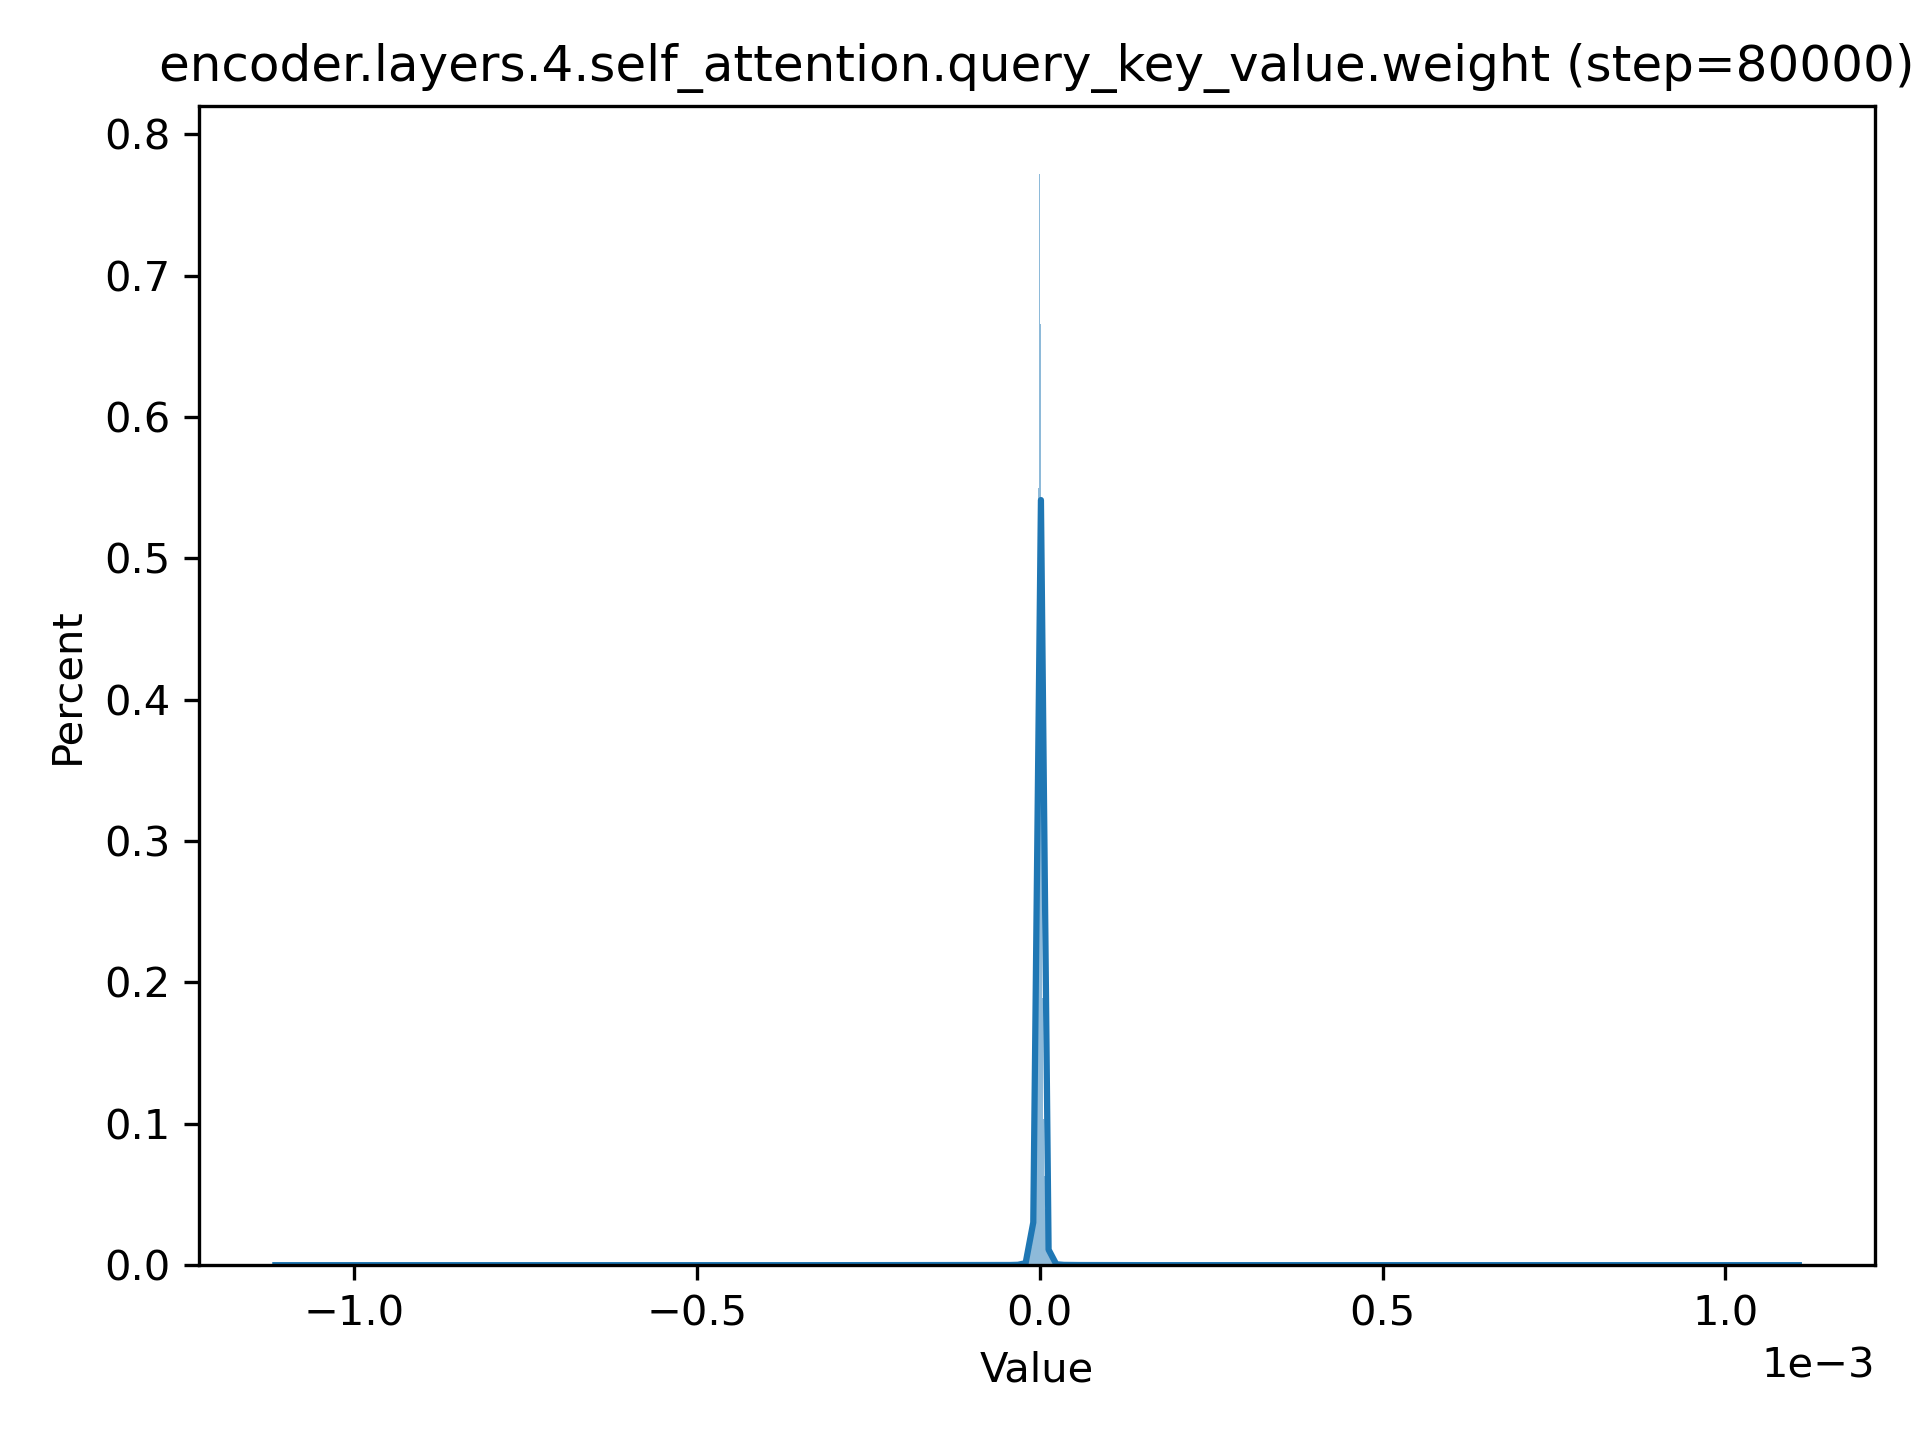 encoder.layers.4.self_attention.query_key_value.weight (step=80000)
0.8
0.7
0.6
0.5
0.4
0.3
0.2
0.1
0.0
Percent
−1.0 −0.5 0.0 0.5 1.0
1e−3
Value